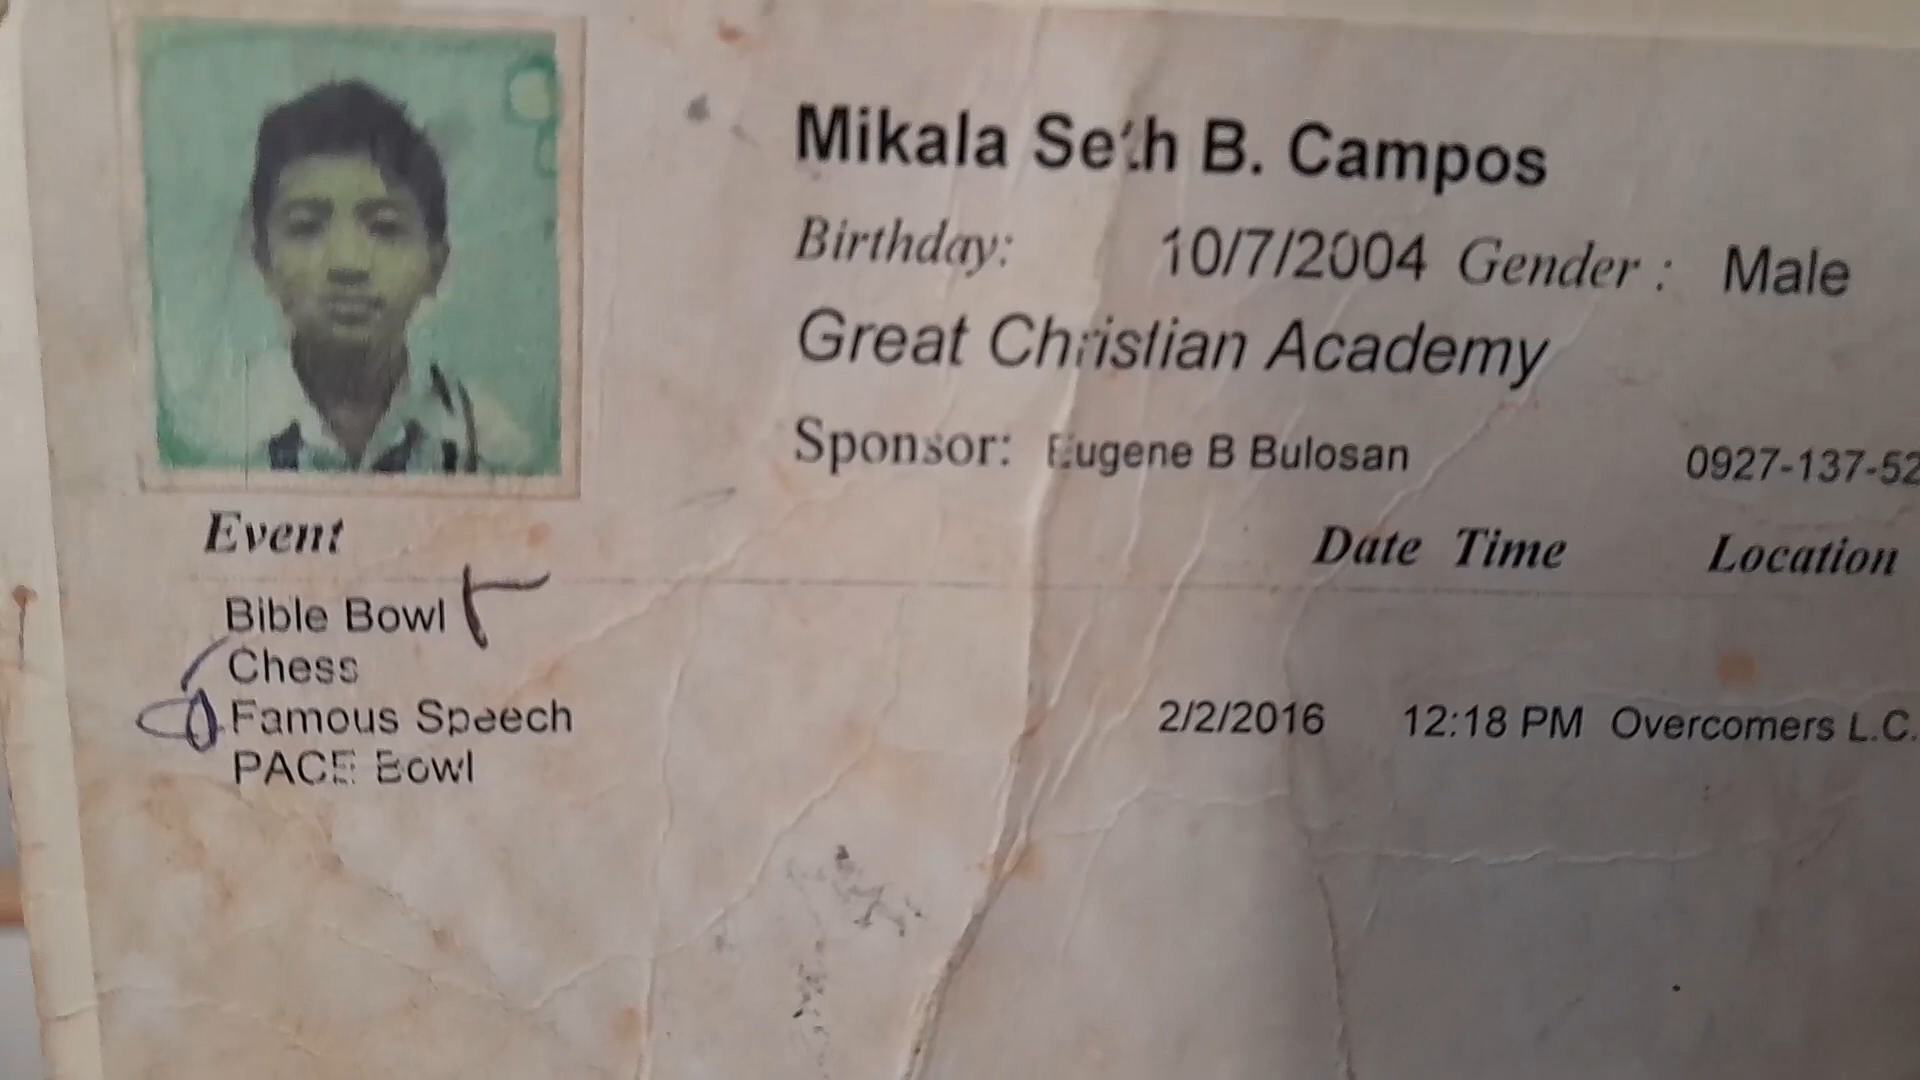 Mikala Seth B. Campos
Birthday: 10/7/2004 Gender : Male
Great Christian Academy
Sponsor: Eugene B Bulosan 0927-137-52
Event Date Time Location
Bible Bowl
Chess
Famous Speech 2/2/2016 12:18 PM Overcomers L.C.
PACE Bowl